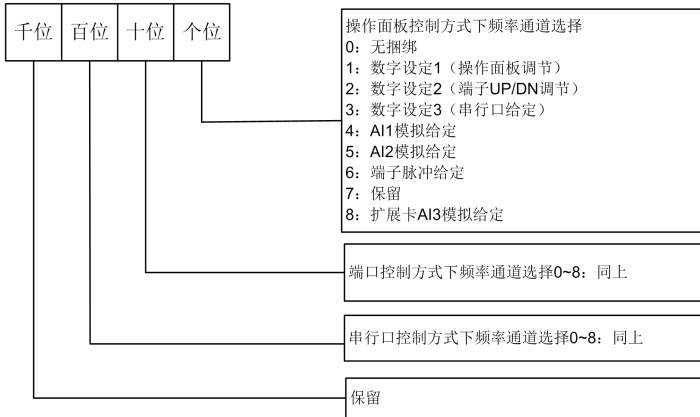 千位 百位 十位 个位
操作面板控制方式下频率通道选择
0：无捆绑
1：数字设定1（操作面板调节）
2：数字设定2（端子UP/DN调节）
3：数字设定3（串行口给定）
4：AI1模拟给定
5：AI2模拟给定
6：端子脉冲给定
7：保留
8：扩展卡AI3模拟给定
端口控制方式下频率通道选择0~8：同上
串行口控制方式下频率通道选择0~8：同上
保留